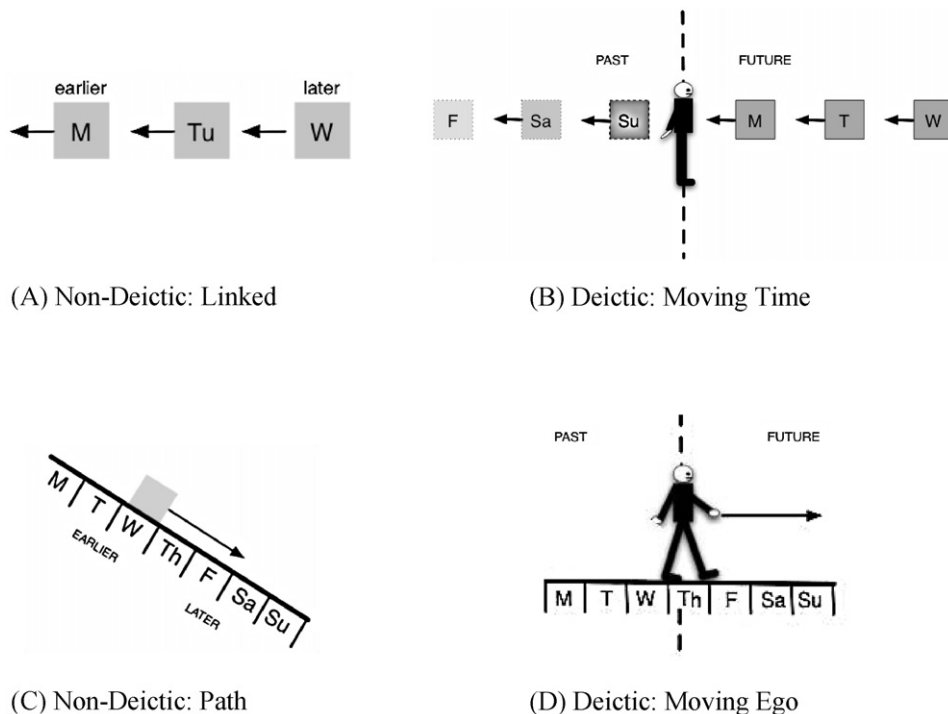 earlier later
M Tu W
(A) Non-Deictic: Linked
PAST FUTURE
F Sa Su M T W
(B) Deictic: Moving Time
M T W Th F Sa Su
EARLIER
LATER
(C) Non-Deictic: Path
PAST FUTURE
M T W Th F Sa Su
(D) Deictic: Moving Ego